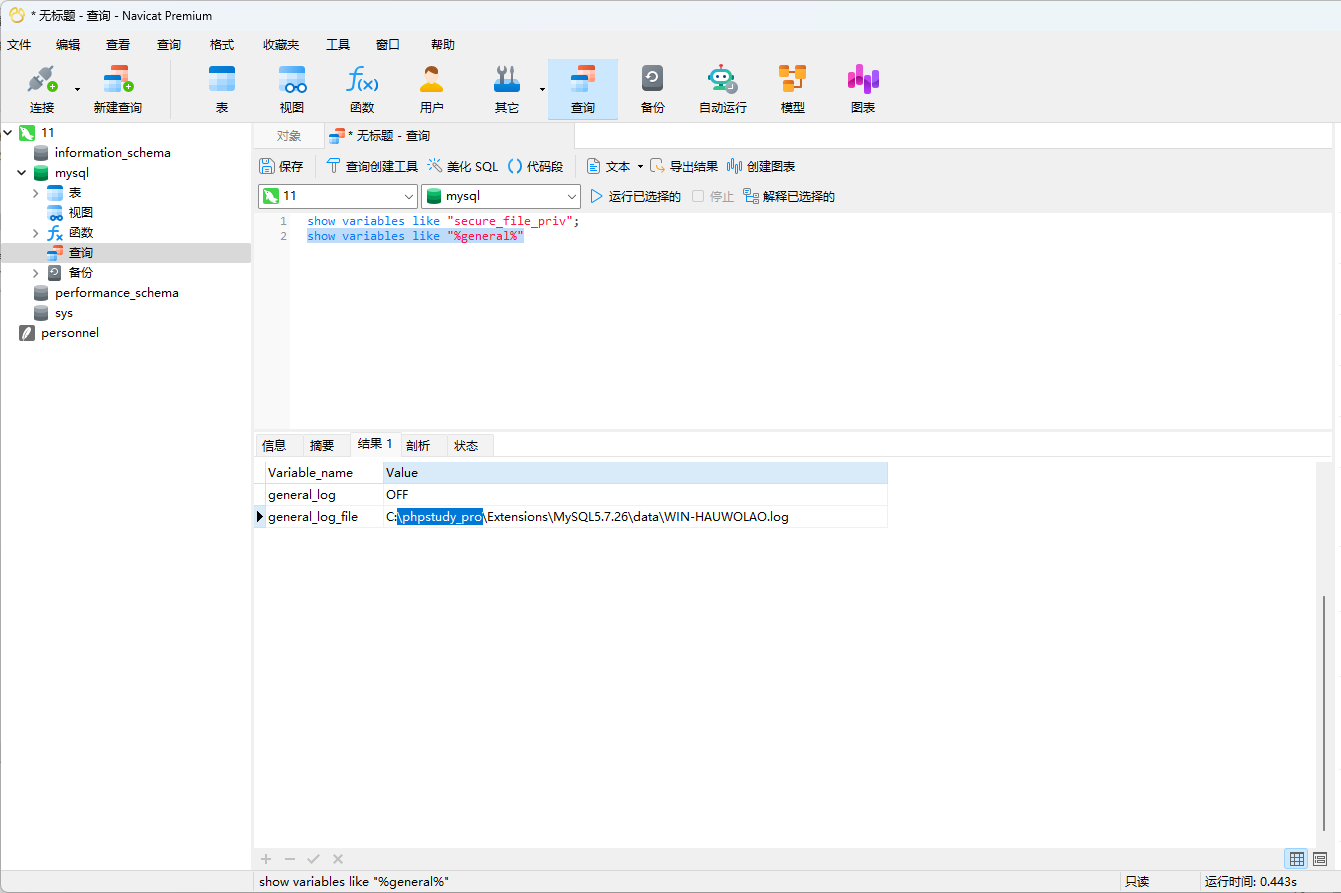 * 无标题 - 查询 - Navicat Premium
文件 编辑 查看 查询 格式 收藏夹 工具 窗口 帮助
连接 新建查询 表 视图 函数 用户 其它 查询 备份 自动运行 模型 图表
11
information_schema
mysql
表
视图
函数
查询
备份
performance_schema
sys
personnel
对象 * 无标题 - 查询
保存 查询创建工具 美化 SQL 代码段 文本 导出结果 创建图表
11 mysql 运行已选择的 停止 解释已选择的
1 show variables like "secure_file_priv";
2 show variables like "%general%"
信息 摘要 结果 1 剖析 状态
Variable_name Value
general_log OFF
general_log_file C:\phpstudy_pro\Extensions\MySQL5.7.26\data\WIN-HAUWOLAO.log
show variables like "%general%" 只读 运行时间: 0.443s